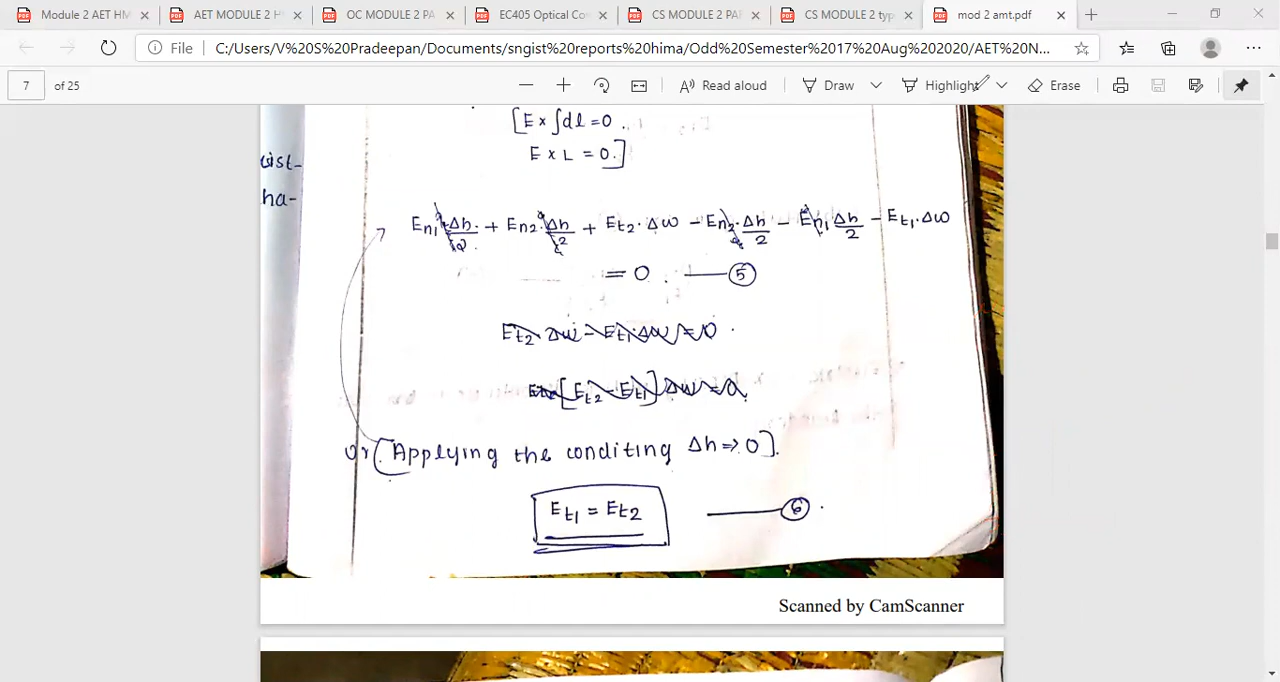 Module 2 AET HM
AET MODULE 2 H
OC MODULE 2 PA
EC405 Optical Co
CS MODULE 2 PA
CS MODULE 2 typ
mod 2 amt.pdf
File
C:/Users/V%20S%20Pradeepan/Documents/sngist%20reports%20hima/Odd%20Semester%2017%20Aug%202020/AET%20N...
7 of 25
Read aloud
Draw
Highlight
Erase
[E × ∫dl = 0.
E × L = 0.]
ha-
En1·Δh/2 + En2·Δh/2 + Et2·Δw − En2·Δh/2 − En1 Δh/2 − Et1·Δw
= 0. — ⑤
Et2·Δw − Et1·Δw = 0.
[Et2 − Et1] Δw = 0
or [Applying the conditing Δh ⇒ 0].
Et1 = Et2 — ⑥.
Scanned by CamScanner